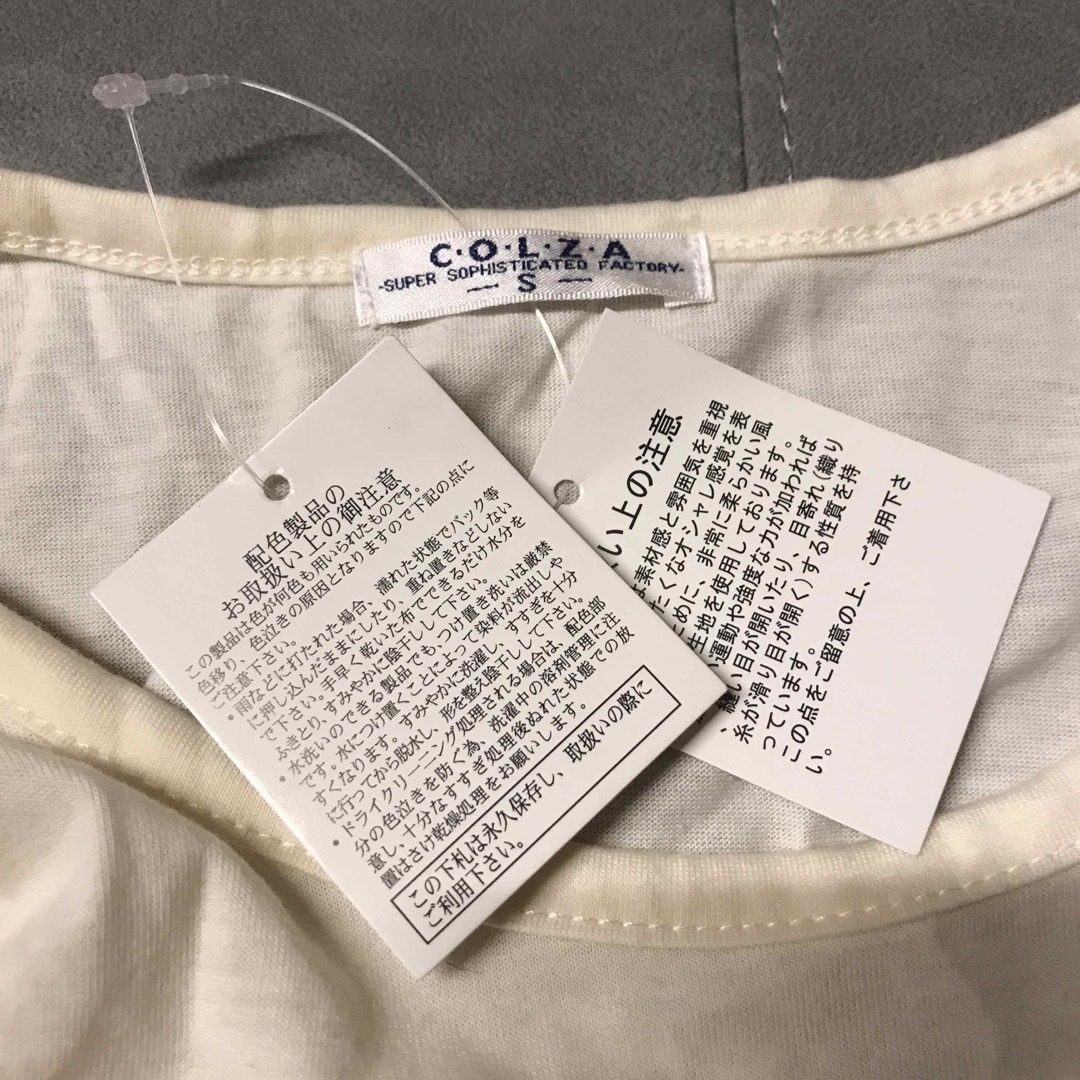 C·O·L·Z·A
-SUPER SOPHISTICATED FACTORY-
— S —
配色製品の
お取扱い上の御注意
この製品は色が何色も用いられたものです。
色移り、色泣きの原因となりますので下記の点に
ご注意下さい。
・雨などに打たれた場合、濡れた状態でバック等
に押し込んだままにしたり、重ね置きなどしない
で下さい。手早く乾いた布でできるだけ水分を
ふきとり、すみやかに陰干しして下さい。
・水洗いのできる製品でも、つけ置き洗いは厳禁
です。水につけ置くことによって染料が流出しや
すくなります。すみやかに洗濯し、すすぎを十分
に行ってから脱水し、形を整え陰干しして下さい。
・ドライクリーニング処理される場合は、配色部
分の色泣きを防ぐ為、洗濯中の溶剤管理に注
意し、十分なすすぎ処理後ぬれた状態での放
置はさけ乾燥処理をお願いします。
この下札は永久保存し、取扱いの際に
ご利用下さい。
い上の注意
は素材感と雰囲気を重視
たくなオシャレ感覚を表
ために、非常に柔らかい風
生地を使用しております。
い運動や強度な力が加われば
、縫い目が開いたり、目寄れ(織り
糸が滑り目が開く)する性質を持
っています。
この点をご留意の上、ご着用下さ
い。